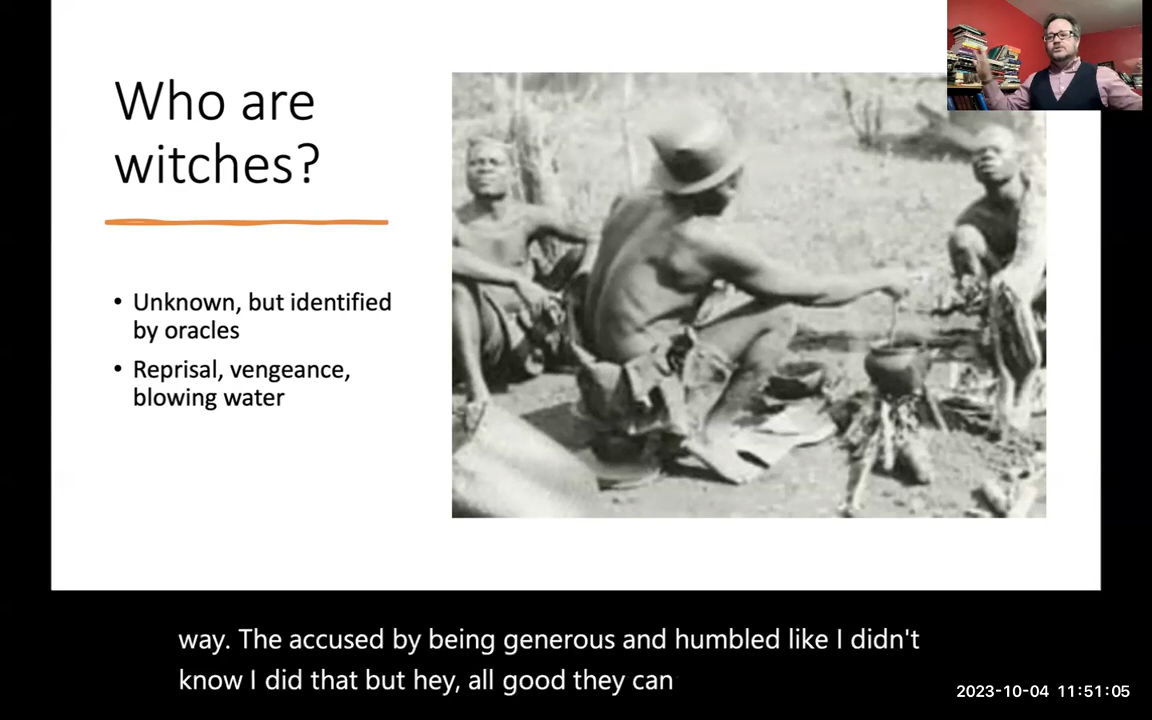 Who are
witches?
• Unknown, but identified
by oracles
• Reprisal, vengeance,
blowing water
way. The accused by being generous and humbled like I didn't
know I did that but hey, all good they can
2023-10-04 11:51:05